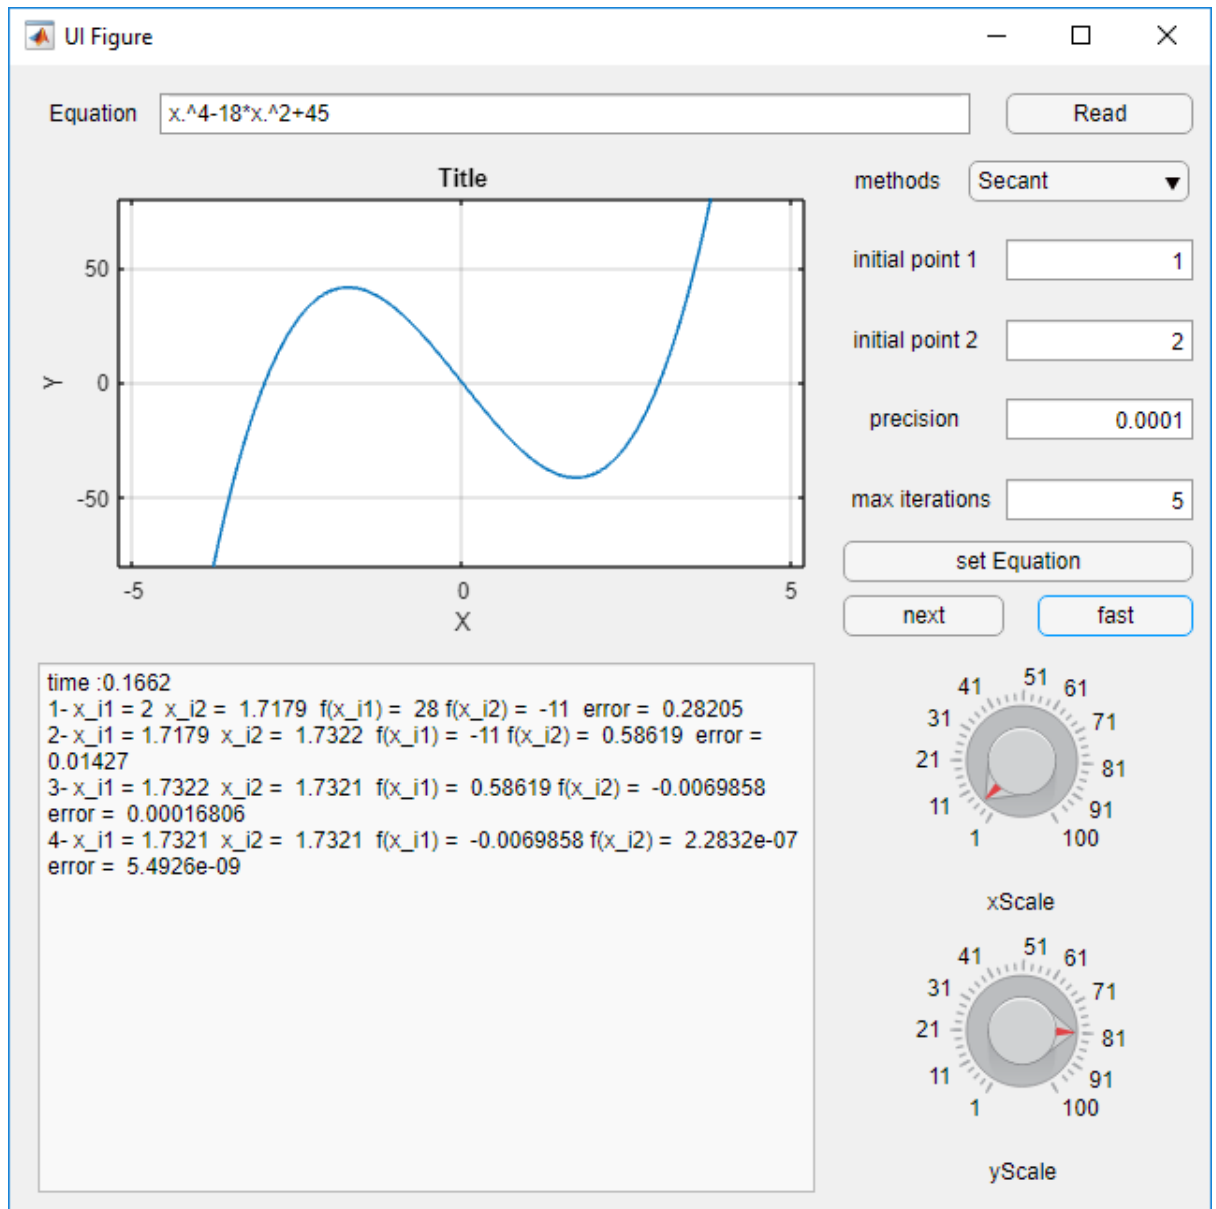 UI Figure
Equation x.^4-18*x.^2+45 Read
Title
methods Secant
initial point 1 1
initial point 2 2
precision 0.0001
max iterations 5
set Equation
next fast
50
0
-50
Y
-5 0 5
X
time :0.1662
1- x_i1 = 2 x_i2 = 1.7179 f(x_i1) = 28 f(x_i2) = -11 error = 0.28205
2- x_i1 = 1.7179 x_i2 = 1.7322 f(x_i1) = -11 f(x_i2) = 0.58619 error =
0.01427
3- x_i1 = 1.7322 x_i2 = 1.7321 f(x_i1) = 0.58619 f(x_i2) = -0.0069858
error = 0.00016806
4- x_i1 = 1.7321 x_i2 = 1.7321 f(x_i1) = -0.0069858 f(x_i2) = 2.2832e-07
error = 5.4926e-09
41 51 61
31 71
21 81
11 91
1 100
xScale
41 51 61
31 71
21 81
11 91
1 100
yScale